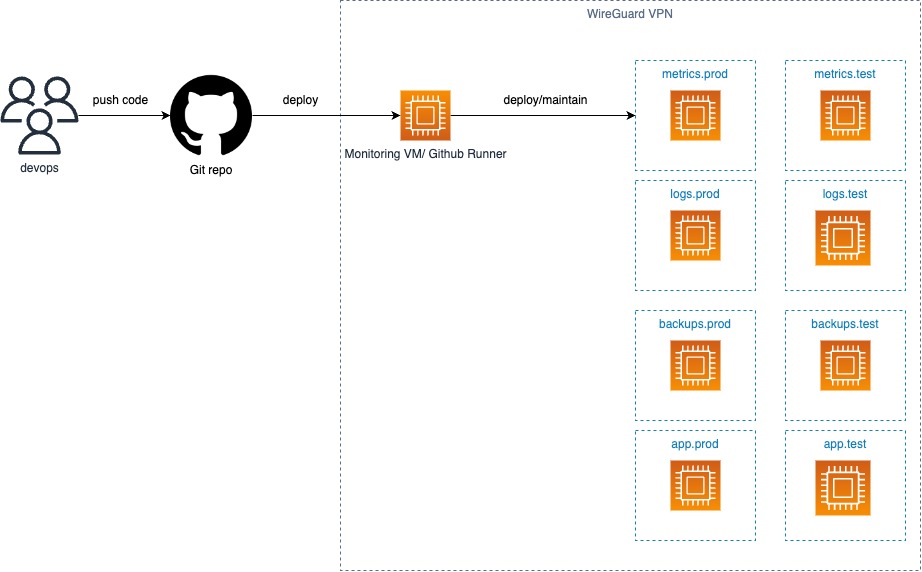 WireGuard VPN
metrics.prod
metrics.test
push code
deploy
deploy/maintain
Monitoring VM/ Github Runner
devops
Git repo
logs.prod
logs.test
backups.prod
backups.test
app.prod
app.test